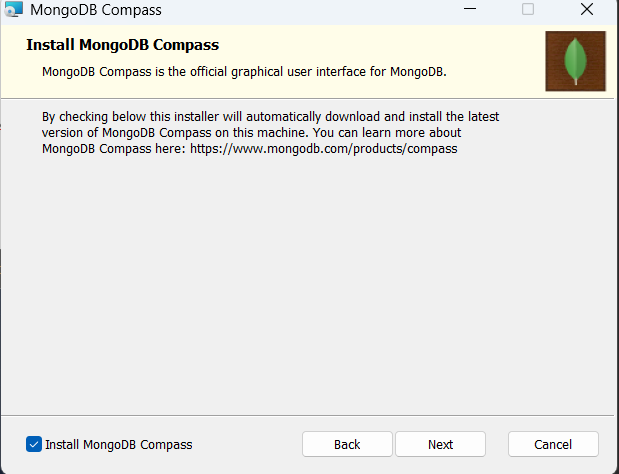 MongoDB Compass
Install MongoDB Compass
MongoDB Compass is the official graphical user interface for MongoDB.
By checking below this installer will automatically download and install the latest
version of MongoDB Compass on this machine. You can learn more about
MongoDB Compass here: https://www.mongodb.com/products/compass
Install MongoDB Compass
Back
Next
Cancel